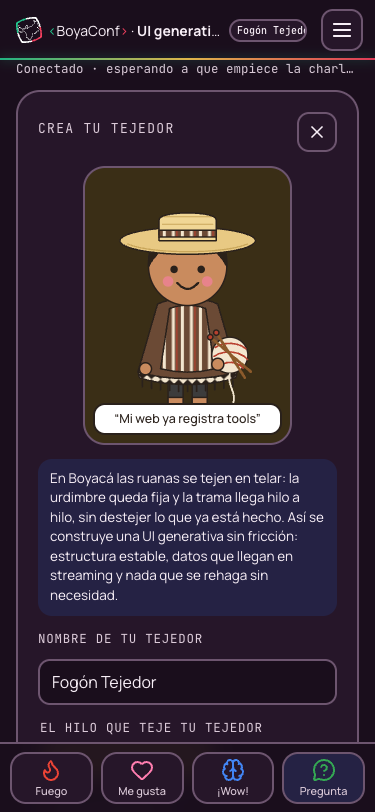 ‹BoyaConf› · UI generati…
Fogón Tejed
Conectado · esperando a que empiece la charl…
CREA TU TEJEDOR
“Mi web ya registra tools”
En Boyacá las ruanas se tejen en telar: la
urdimbre queda fija y la trama llega hilo a
hilo, sin destejer lo que ya está hecho. Así se
construye una UI generativa sin fricción:
estructura estable, datos que llegan en
streaming y nada que se rehaga sin
necesidad.
NOMBRE DE TU TEJEDOR
Fogón Tejedor
EL HILO QUE TEJE TU TEJEDOR
Fuego
Me gusta
¡Wow!
Pregunta